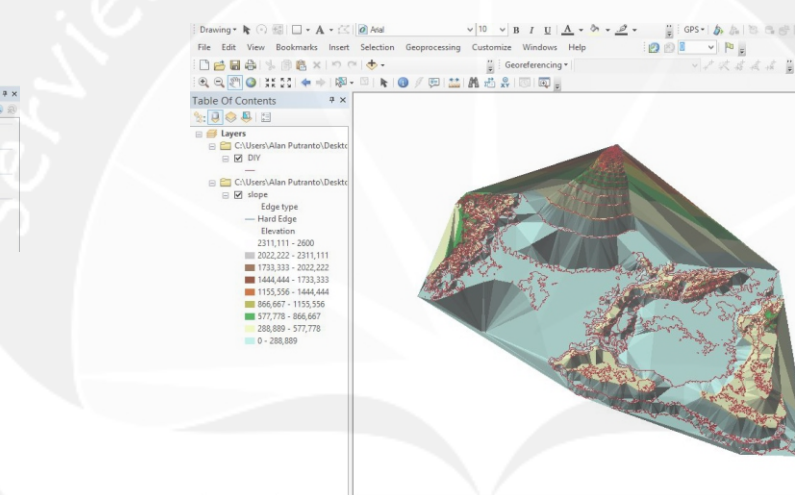 Servie
Drawing A Arial 10 B I U A GPS
File Edit View Bookmarks Insert Selection Geoprocessing Customize Windows Help
Georeferencing
Table Of Contents
Layers
C:\Users\Alan Putranto\Deskto
DIY
C:\Users\Alan Putranto\Deskto
slope
Edge type
Hard Edge
Elevation
2311,111 - 2600
2022,222 - 2311,111
1733,333 - 2022,222
1444,444 - 1733,333
1155,556 - 1444,444
866,667 - 1155,556
577,778 - 866,667
288,889 - 577,778
0 - 288,889